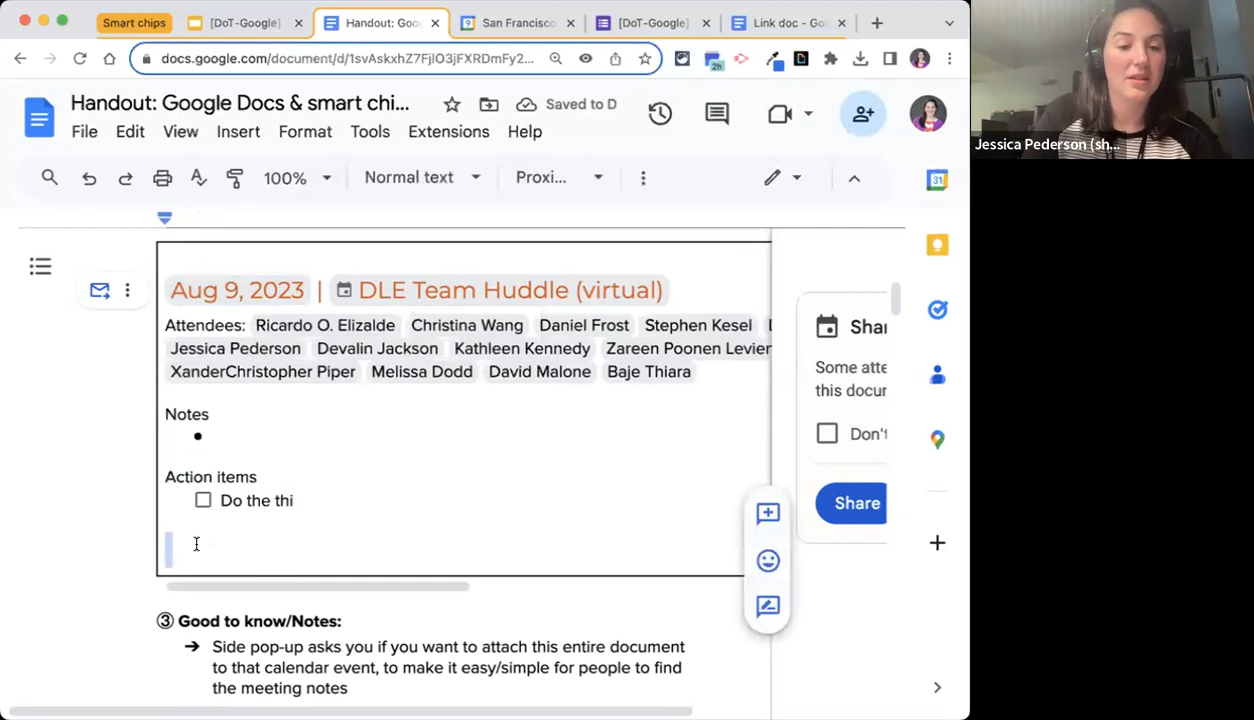 Smart chips
[DoT-Google]
Handout: Goo
San Francisco
[DoT-Google]
Link doc - Go
docs.google.com/document/d/1svAskxhZ7FjlO3jFXRDmFy2...
2h
Handout: Google Docs & smart chi...
Saved to D
File Edit View Insert Format Tools Extensions Help
100% Normal text Proxi...
31
Aug 9, 2023 | DLE Team Huddle (virtual)
Attendees: Ricardo O. Elizalde Christina Wang Daniel Frost Stephen Kesel
Jessica Pederson Devalin Jackson Kathleen Kennedy Zareen Poonen Levier
XanderChristopher Piper Melissa Dodd David Malone Baje Thiara
Notes
Action items
Do the thi
Shar
Some atte
this docur
Don't
Share
③ Good to know/Notes:
➔ Side pop-up asks you if you want to attach this entire document
to that calendar event, to make it easy/simple for people to find
the meeting notes
Jessica Pederson (sh...